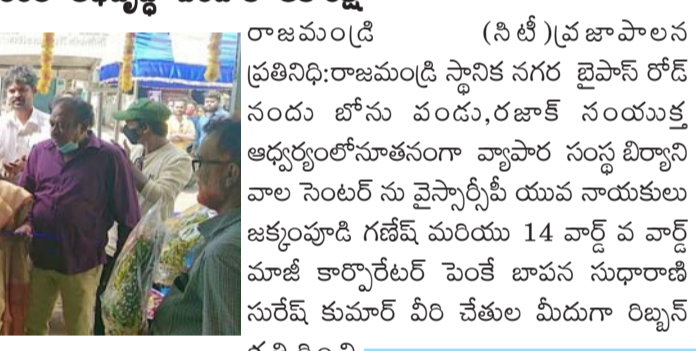 రాజమండ్రి (సిటీ)ప్రజాపాలన
ప్రతినిధి:రాజమండ్రి స్థానిక నగర బైపాస్ రోడ్
నందు బోను పండు,రజాక్ సంయుక్త
ఆధ్వర్యంలోనూతనంగా వ్యాపార సంస్థ బిర్యాని
వాల సెంటర్ ను వైస్సార్సీపీ యువ నాయకులు
జక్కంపూడి గణేష్ మరియు 14 వార్డ్ వ వార్డ్
మాజీ కార్పొరేటర్ పెంకే బాపన సుధారాణి
సురేష్ కుమార్ వీరి చేతుల మీదుగా రిబ్బన్